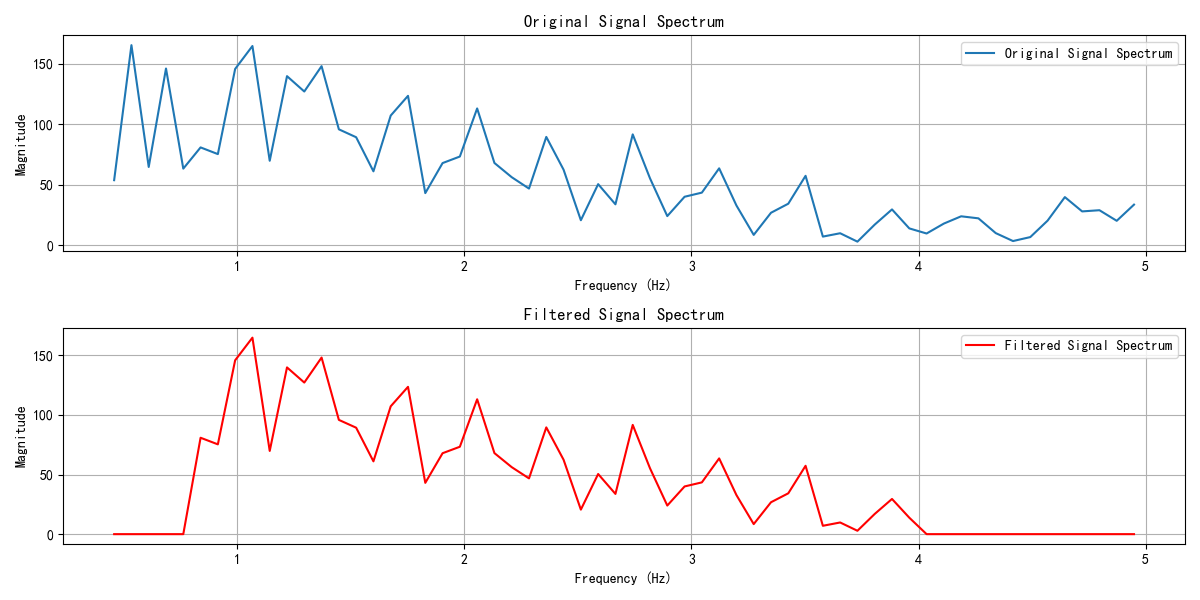 Original Signal Spectrum
Original Signal Spectrum
Magnitude
150
100
50
0
1 2 3 4 5
Frequency (Hz)
Filtered Signal Spectrum
Filtered Signal Spectrum
Magnitude
150
100
50
0
1 2 3 4 5
Frequency (Hz)